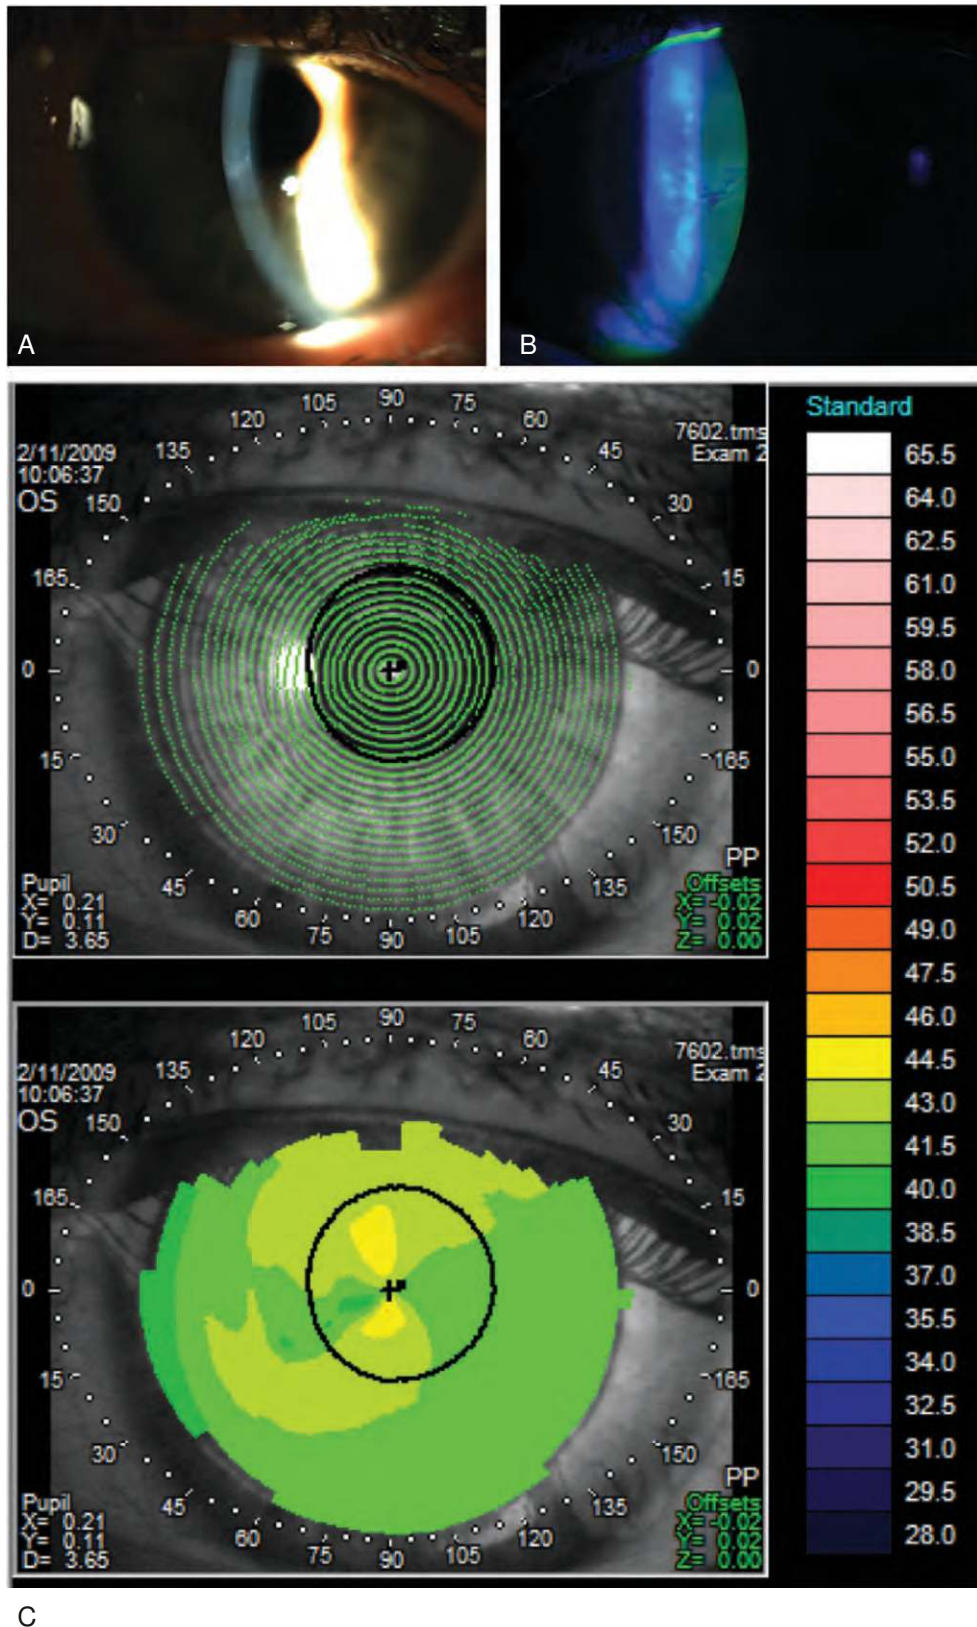 A
B
2/11/2009
10:06:37
OS
7602.tms
Exam 2
105 90 75
120 60
135 45
150 30
165 15
0 0
15 165
30 150
45 135
60 120
75 90 105
PP
Pupil
X= 0.21
Y= 0.11
D= 3.65
Offsets
X= -0.02
Y= 0.02
Z= 0.00
2/11/2009
10:06:37
OS
7602.tms
Exam 2
105 90 75
120 60
135 45
150 30
165 15
0 0
15 165
30 150
45 135
60 120
75 90 105
PP
Pupil
X= 0.21
Y= 0.11
D= 3.65
Offsets
X= -0.02
Y= 0.02
Z= 0.00
Standard
65.5
64.0
62.5
61.0
59.5
58.0
56.5
55.0
53.5
52.0
50.5
49.0
47.5
46.0
44.5
43.0
41.5
40.0
38.5
37.0
35.5
34.0
32.5
31.0
29.5
28.0
C